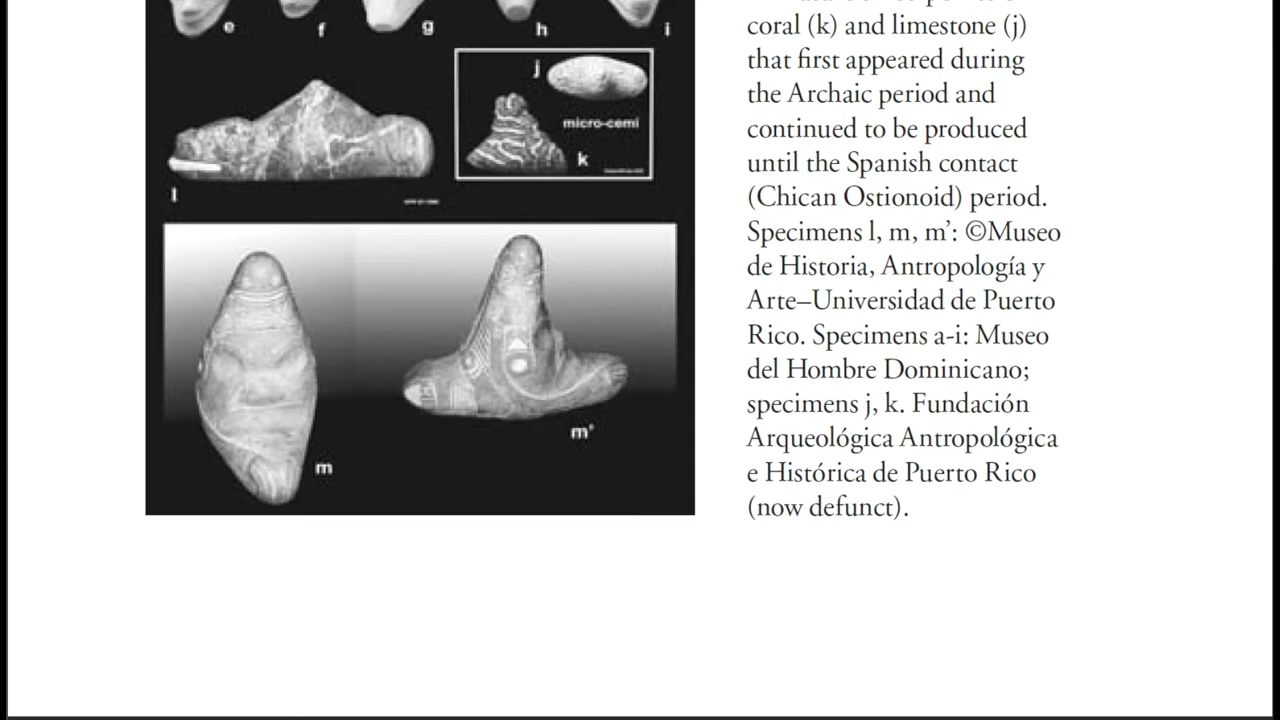 e
f
g
h
i
j
micro-cemi
k
l
m'
m
coral (k) and limestone (j)
that first appeared during
the Archaic period and
continued to be produced
until the Spanish contact
(Chican Ostionoid) period.
Specimens l, m, m’: ©Museo
de Historia, Antropología y
Arte–Universidad de Puerto
Rico. Specimens a-i: Museo
del Hombre Dominicano;
specimens j, k. Fundación
Arqueológica Antropológica
e Histórica de Puerto Rico
(now defunct).